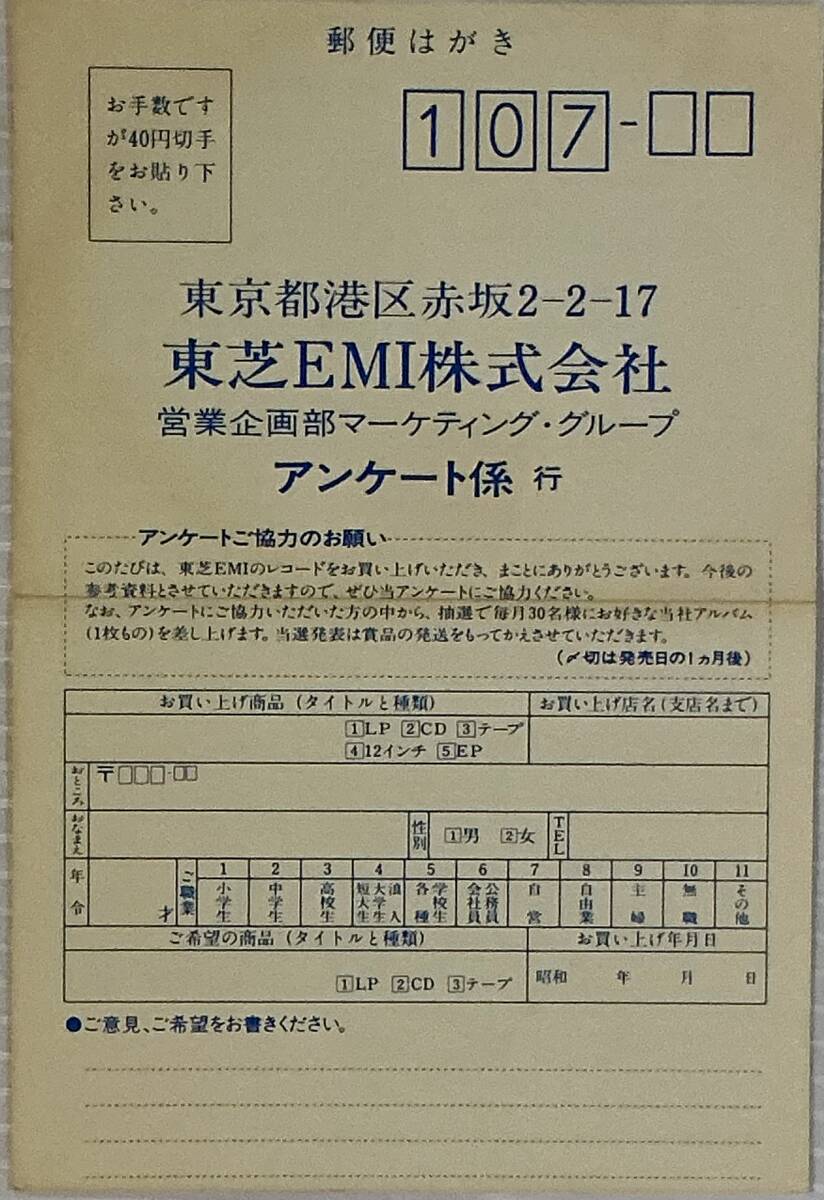 郵便はがき
お手数です
が40円切手
をお貼り下
さい。
107-
東京都港区赤坂2-2-17
東芝EMI株式会社
営業企画部マーケティング・グループ
アンケート係 行
アンケートご協力のお願い
このたびは、東芝EMIのレコードをお買い上げいただき、まことにありがとうございます。今後の
参考資料とさせていただきますので、ぜひ当アンケートにご協力ください。
なお、アンケートにご協力いただいた方の中から、抽選で毎月30名様にお好きな当社アルバム
(1枚もの)を差し上げます。当選発表は賞品の発送をもってかえさせていただきます。
(〆切は発売日の1ヵ月後)
お買い上げ商品 (タイトルと種類) お買い上げ店名(支店名まで)
1LP 2CD 3テープ
4 12インチ 5EP
おところ 〒
おなまえ 性別 1男 2女 TEL
年令 才 ご職業
1 小学生
2 中学生
3 高校生
4 浪人 大学生 短大生
5 学校生 各種
6 公務員 会社員
7 自営
8 自由業
9 主婦
10 無職
11 その他
ご希望の商品 (タイトルと種類) お買い上げ年月日
1LP 2CD 3テープ 昭和 年 月 日
●ご意見、ご希望をお書きください。